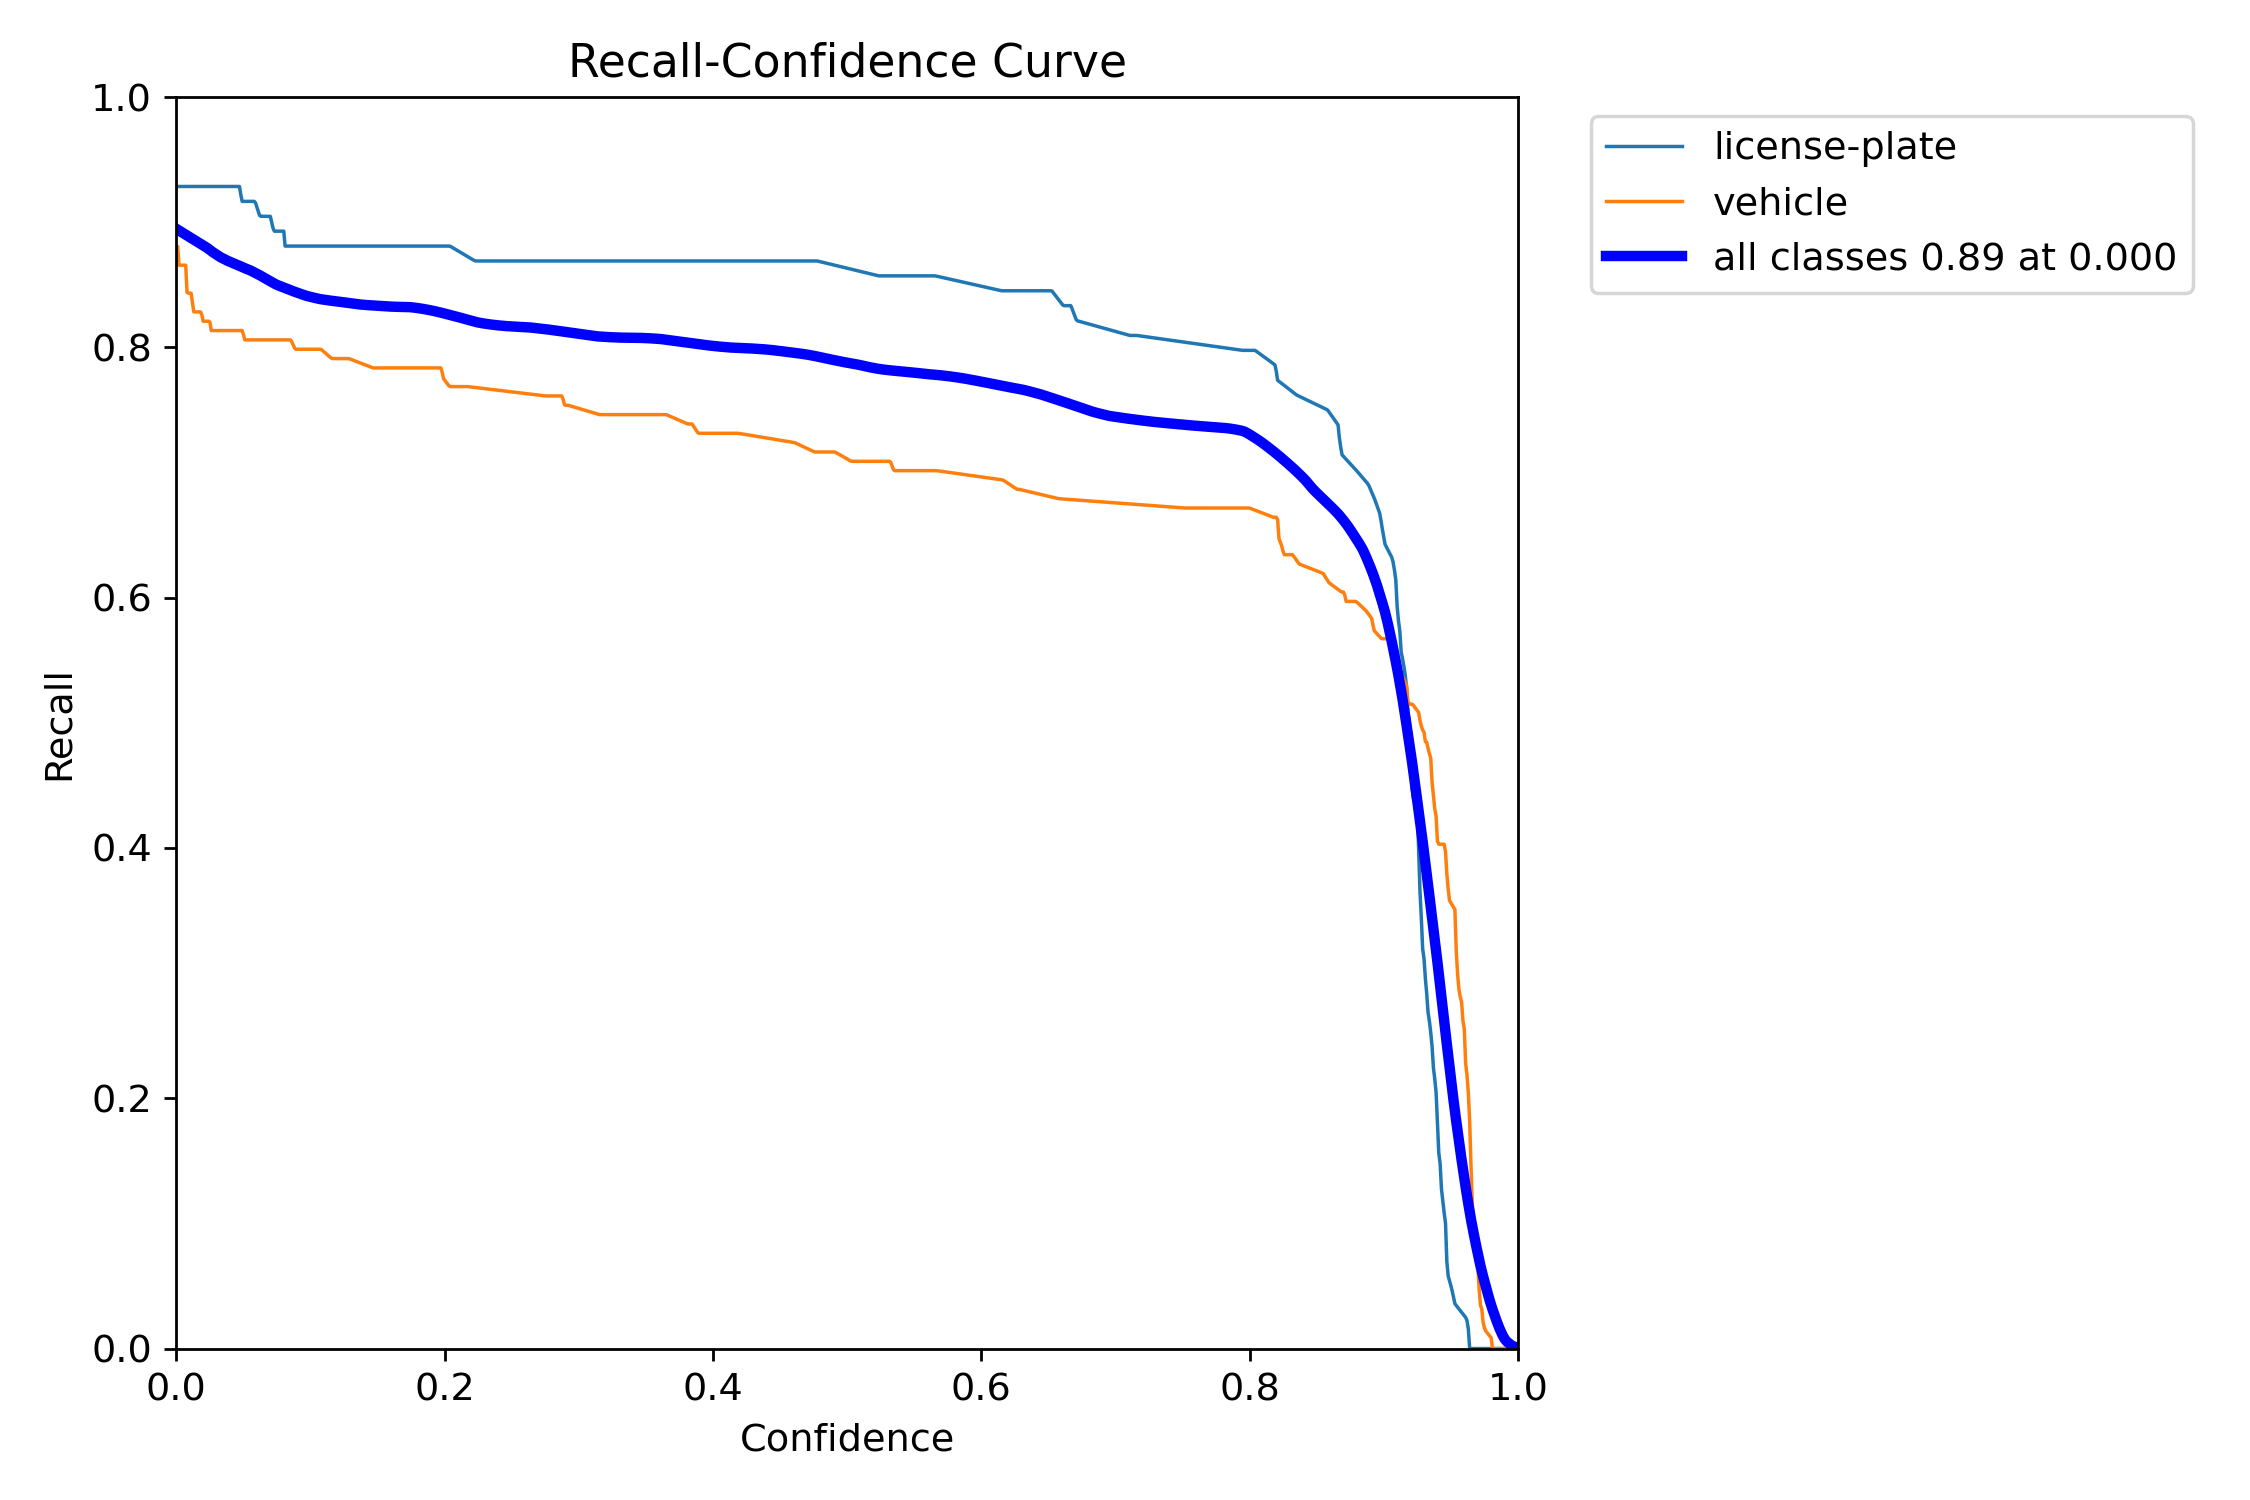 Recall-Confidence Curve
1.0
0.8
0.6
0.4
0.2
0.0
Recall
0.0 0.2 0.4 0.6 0.8 1.0
Confidence
license-plate
vehicle
all classes 0.89 at 0.000